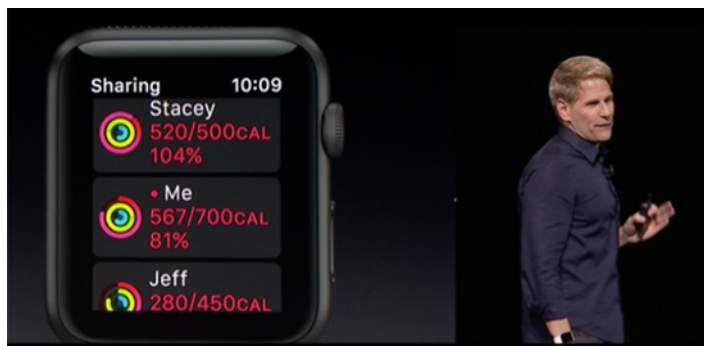 Sharing 10:09
Stacey
520/500CAL
104%
• Me
567/700CAL
81%
Jeff
280/450CAL